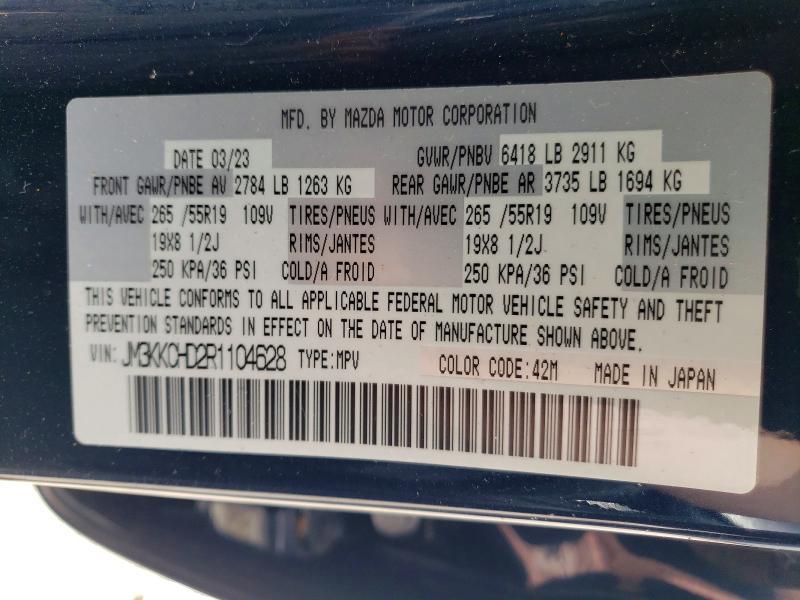 MFD. BY MAZDA MOTOR CORPORATION
DATE 03/23 GVWR/PNBV 6418 LB 2911 KG
FRONT GAWR/PNBE AV 2784 LB 1263 KG REAR GAWR/PNBE AR 3735 LB 1694 KG
WITH/AVEC 265 /55R19 109V TIRES/PNEUS WITH/AVEC 265 /55R19 109V TIRES/PNEUS
19X8 1/2J RIMS/JANTES 19X8 1/2J RIMS/JANTES
250 KPA/36 PSI COLD/A FROID 250 KPA/36 PSI COLD/A FROID
THIS VEHICLE CONFORMS TO ALL APPLICABLE FEDERAL MOTOR VEHICLE SAFETY AND THEFT
PREVENTION STANDARDS IN EFFECT ON THE DATE OF MANUFACTURE SHOWN ABOVE.
VIN: JM3KKCHD2R1104628 TYPE:MPV COLOR CODE:42M MADE IN JAPAN